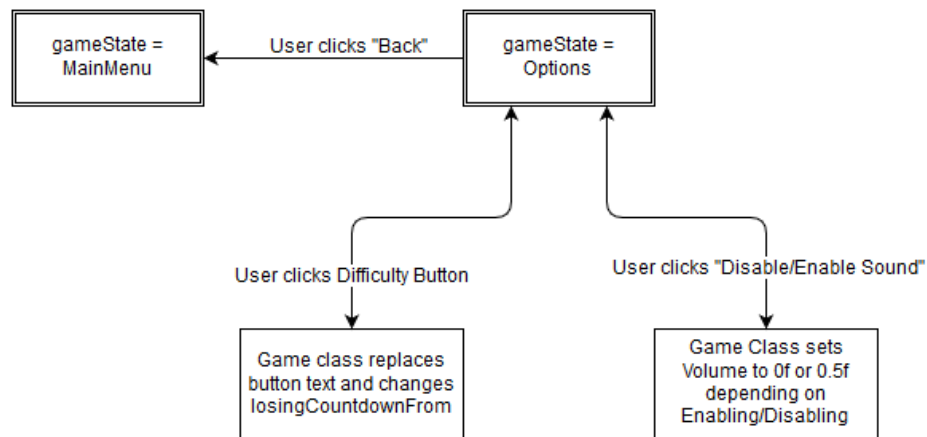 gameState =
MainMenu
User clicks "Back"
gameState =
Options
User clicks Difficulty Button
User clicks "Disable/Enable Sound"
Game class replaces
button text and changes
losingCountdownFrom
Game Class sets
Volume to 0f or 0.5f
depending on
Enabling/Disabling